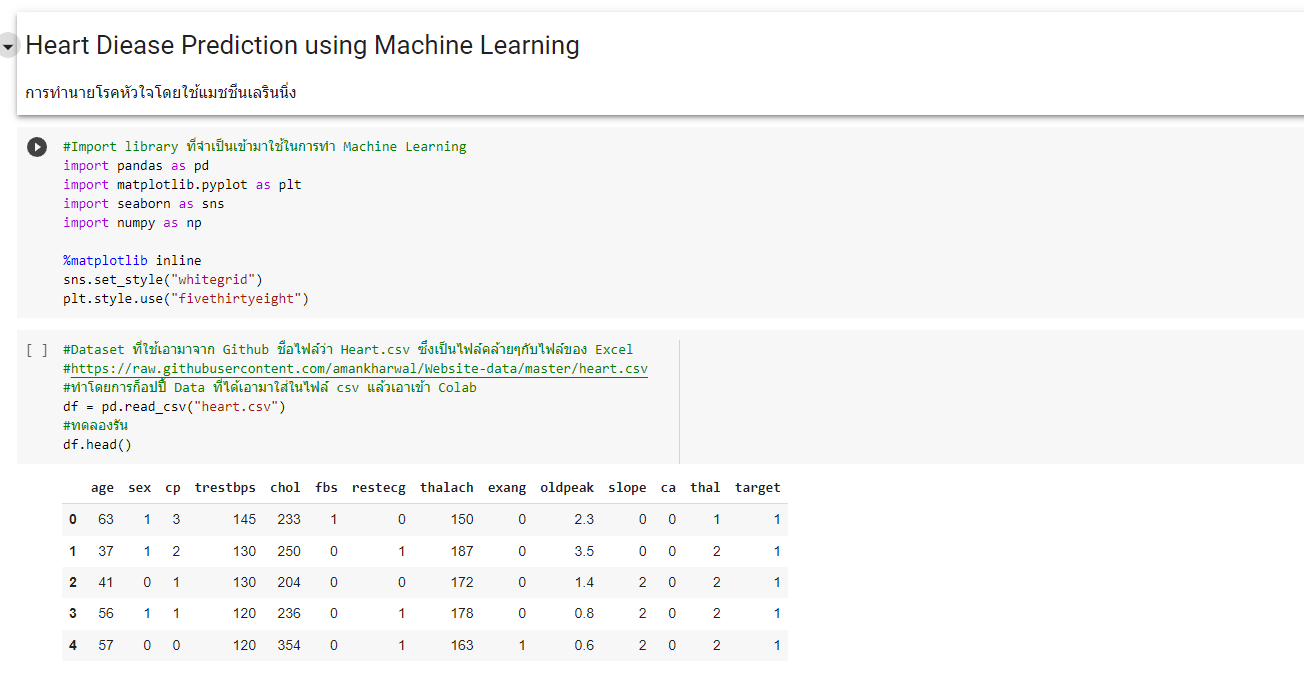 Heart Diease Prediction using Machine Learning
การทำนายโรคหัวใจโดยใช้แมชชีนเลรินนิ่ง
#Import library ที่จำเป็นเข้ามาใช้ในการทำ Machine Learning
import pandas as pd
import matplotlib.pyplot as plt
import seaborn as sns
import numpy as np
%matplotlib inline
sns.set_style("whitegrid")
plt.style.use("fivethirtyeight")
[ ] #Dataset ที่ใช้เอามาจาก Github ชื่อไฟล์ว่า Heart.csv ซึ่งเป็นไฟล์คล้ายๆกับไฟล์ของ Excel
#https://raw.githubusercontent.com/amankharwal/Website-data/master/heart.csv
#ทำโดยการก็อปปี้ Data ที่ได้เอามาใส่ในไฟล์ csv แล้วเอาเข้า Colab
df = pd.read_csv("heart.csv")
#ทดลองรัน
df.head()
age sex cp trestbps chol fbs restecg thalach exang oldpeak slope ca thal target
0 63 1 3 145 233 1 0 150 0 2.3 0 0 1 1
1 37 1 2 130 250 0 1 187 0 3.5 0 0 2 1
2 41 0 1 130 204 0 0 172 0 1.4 2 0 2 1
3 56 1 1 120 236 0 1 178 0 0.8 2 0 2 1
4 57 0 0 120 354 0 1 163 1 0.6 2 0 2 1